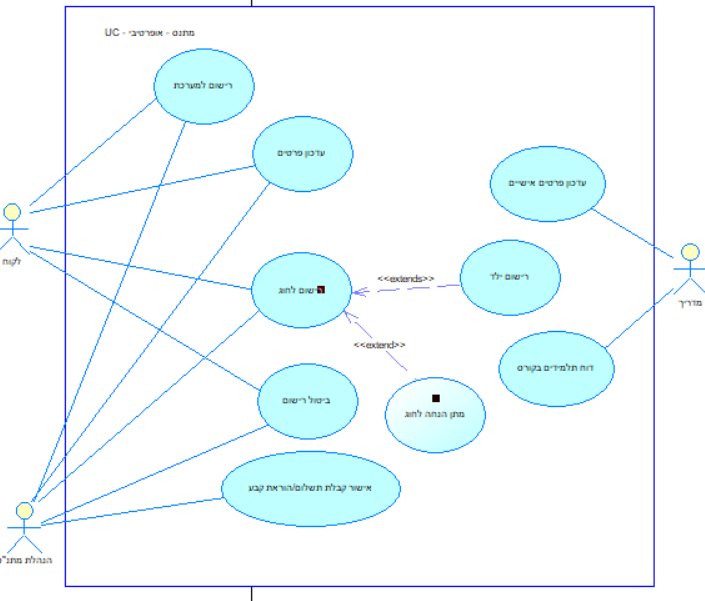 מתנס - אופרטיבי - UC
רישום למערכת
עדכון פרטים
עדכון פרטים אישיים
לקוח
רישום לחוג
<<extends>>
רישום ילד
מדריך
<<extend>>
דוח תלמידים בקורס
ביטול רישום
מתן הנחה לחוג
אישור קבלת תשלום/הוראת קבע
הנהלת מתנ"